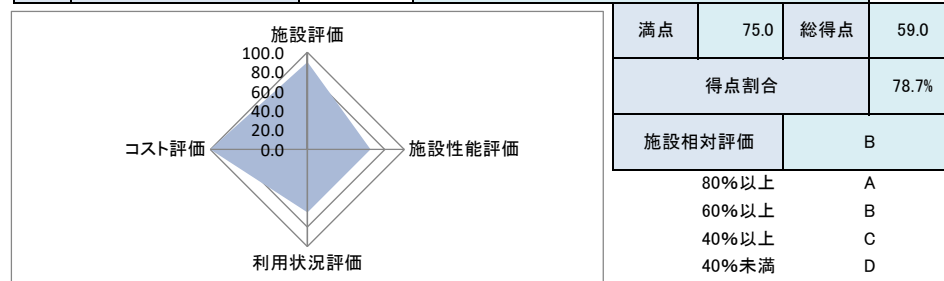 施設評価
100.0
80.0
60.0
40.0
20.0
0.0
コスト評価
施設性能評価
利用状況評価
満点 75.0 総得点 59.0
得点割合 78.7%
施設相対評価 B
80%以上 A
60%以上 B
40%以上 C
40%未満 D